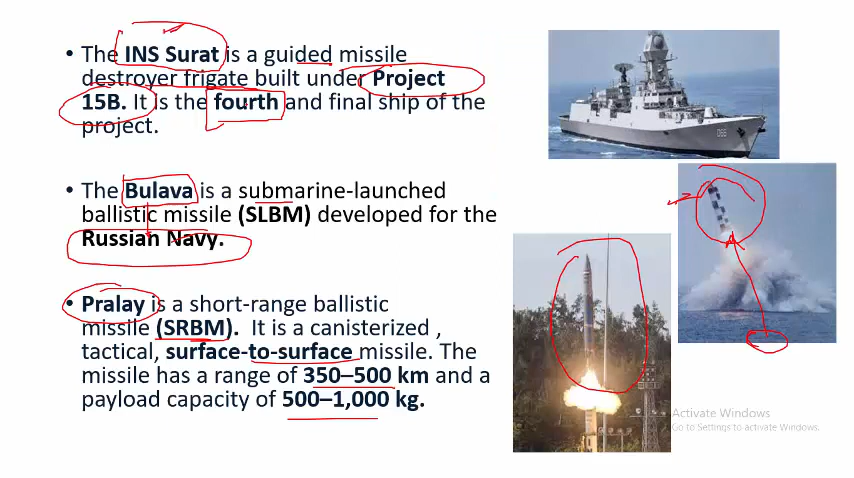 • The INS Surat is a guided missile
destroyer frigate built under Project
15B. It is the fourth and final ship of the
project.
• The Bulava is a submarine-launched
ballistic missile (SLBM) developed for the
Russian Navy.
• Pralay is a short-range ballistic
missile (SRBM). It is a canisterized ,
tactical, surface-to-surface missile. The
missile has a range of 350–500 km and a
payload capacity of 500–1,000 kg.
Activate Windows
Go to Settings to activate Windows.